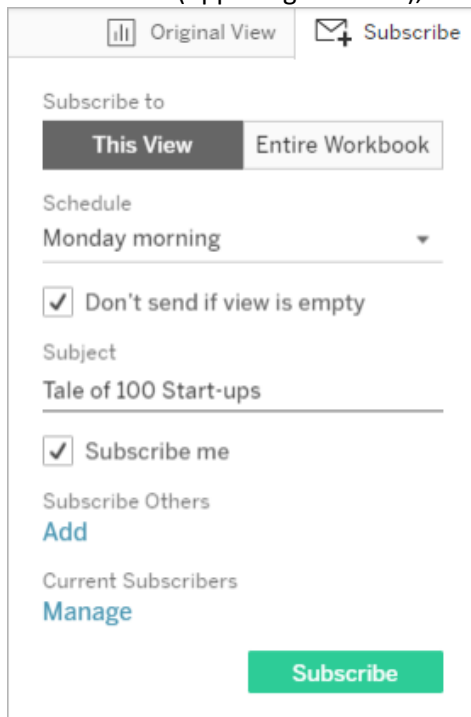 Original View Subscribe
Subscribe to
This View Entire Workbook
Schedule
Monday morning
Don't send if view is empty
Subject
Tale of 100 Start-ups
Subscribe me
Subscribe Others
Add
Current Subscribers
Manage
Subscribe